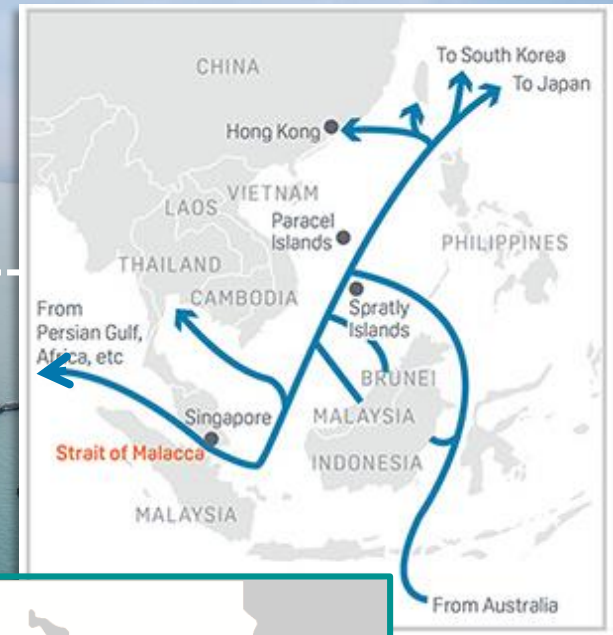 To South Korea
To Japan
CHINA
Hong Kong
VIETNAM
LAOS
Paracel
Islands
PHILIPPINES
THAILAND
CAMBODIA
From
Persian Gulf,
Africa, etc
Spratly
Islands
BRUNEI
Singapore
MALAYSIA
Strait of Malacca
INDONESIA
MALAYSIA
From Australia